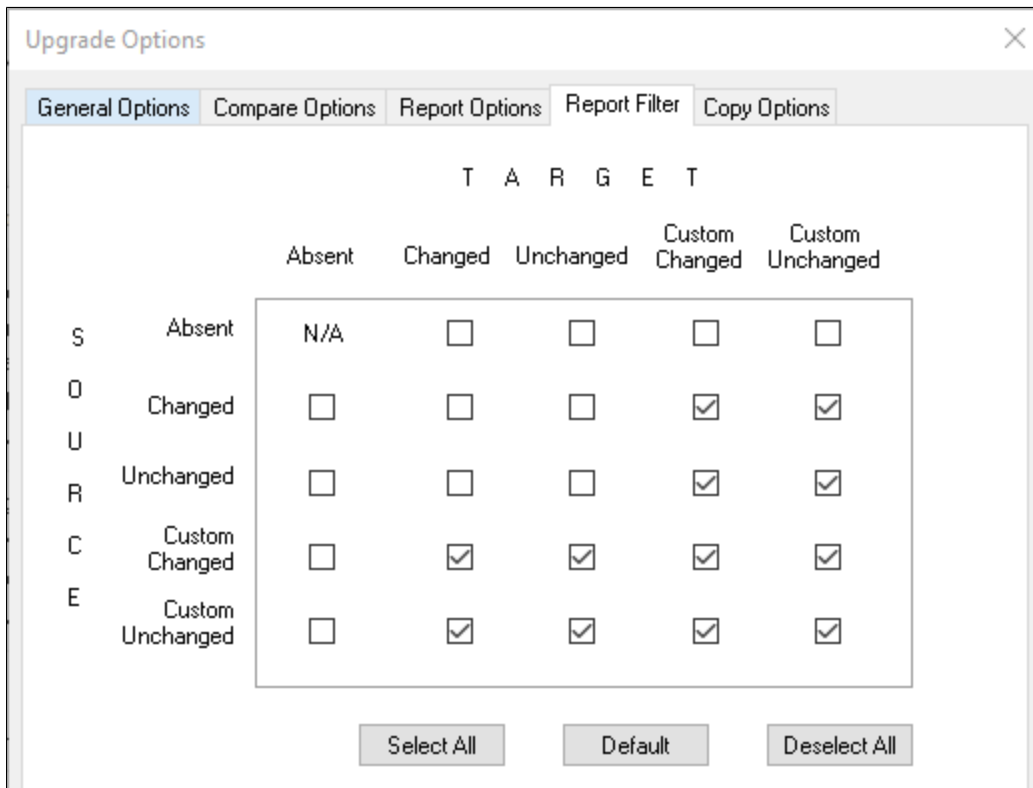 Upgrade Options
General Options Compare Options Report Options Report Filter Copy Options
T A R G E T
Absent Changed Unchanged Custom Changed Custom Unchanged
S
O
U
R
C
E
Absent N/A
Changed
Unchanged
Custom
Changed
Custom
Unchanged
Select All Default Deselect All